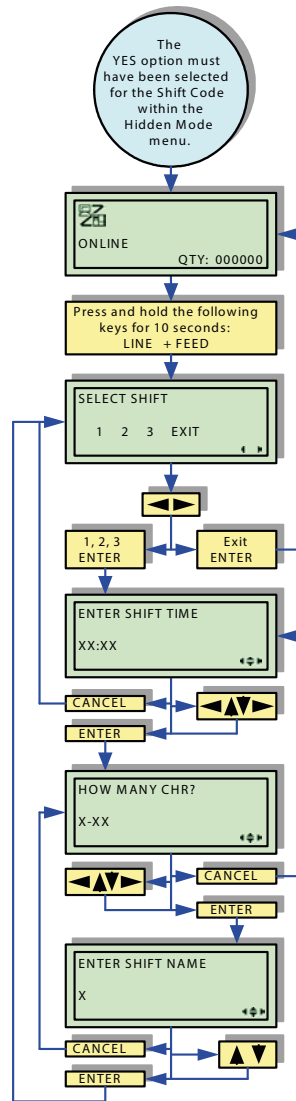 The
YES option must
have been selected
for the Shift Code
within the
Hidden Mode
menu.
ONLINE
QTY: 000000
Press and hold the following
keys for 10 seconds:
LINE + FEED
SELECT SHIFT
1 2 3 EXIT
1, 2, 3
ENTER
Exit
ENTER
ENTER SHIFT TIME
XX:XX
CANCEL
ENTER
HOW MANY CHR?
X-XX
CANCEL
ENTER
ENTER SHIFT NAME
X
CANCEL
ENTER